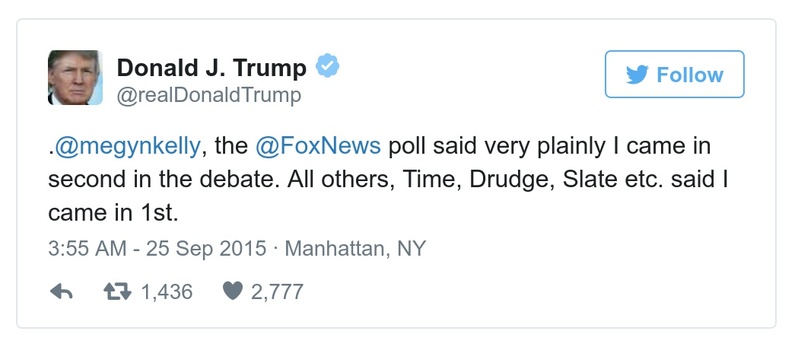 Donald J. Trump
@realDonaldTrump
Follow
.@megynkelly, the @FoxNews poll said very plainly I came in
second in the debate. All others, Time, Drudge, Slate etc. said I
came in 1st.
3:55 AM - 25 Sep 2015 · Manhattan, NY
1,436 2,777